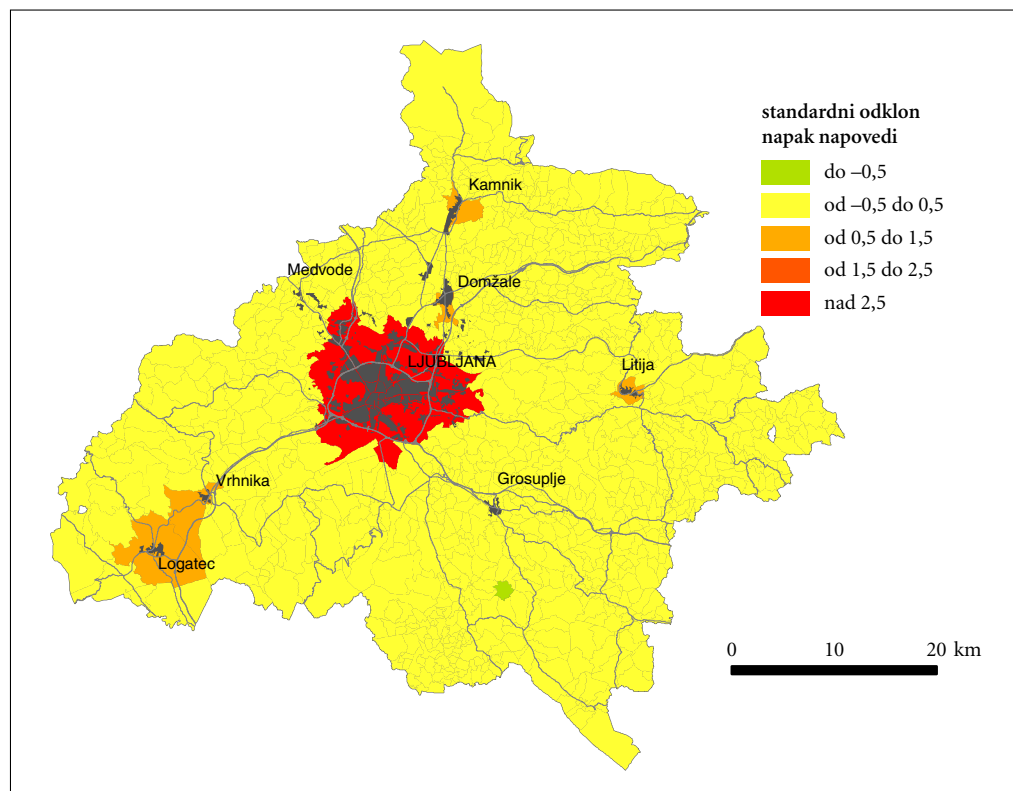 standardni odklon
napak napovedi
do –0,5
od –0,5 do 0,5
od 0,5 do 1,5
od 1,5 do 2,5
nad 2,5
Kamnik
Medvode
Domžale
LJUBLJANA
Litija
Vrhnika
Grosuplje
Logatec
0 10 20 km